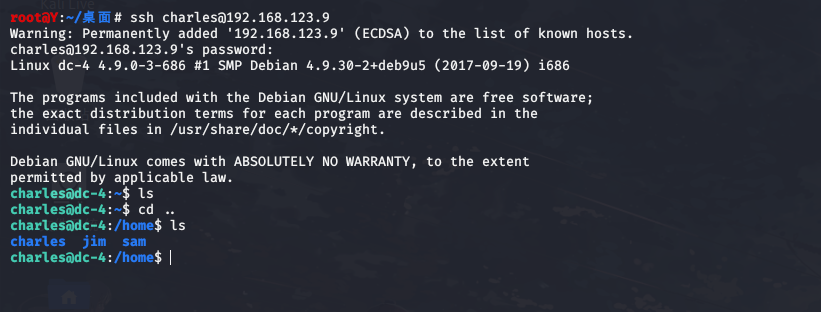 Kali Live
root@Y:~/桌面# ssh charles@192.168.123.9
Warning: Permanently added '192.168.123.9' (ECDSA) to the list of known hosts.
charles@192.168.123.9's password:
Linux dc-4 4.9.0-3-686 #1 SMP Debian 4.9.30-2+deb9u5 (2017-09-19) i686
The programs included with the Debian GNU/Linux system are free software;
the exact distribution terms for each program are described in the
individual files in /usr/share/doc/*/copyright.
Debian GNU/Linux comes with ABSOLUTELY NO WARRANTY, to the extent
permitted by applicable law.
charles@dc-4:~$ ls
charles@dc-4:~$ cd ..
charles@dc-4:/home$ ls
charles  jim  sam
charles@dc-4:/home$